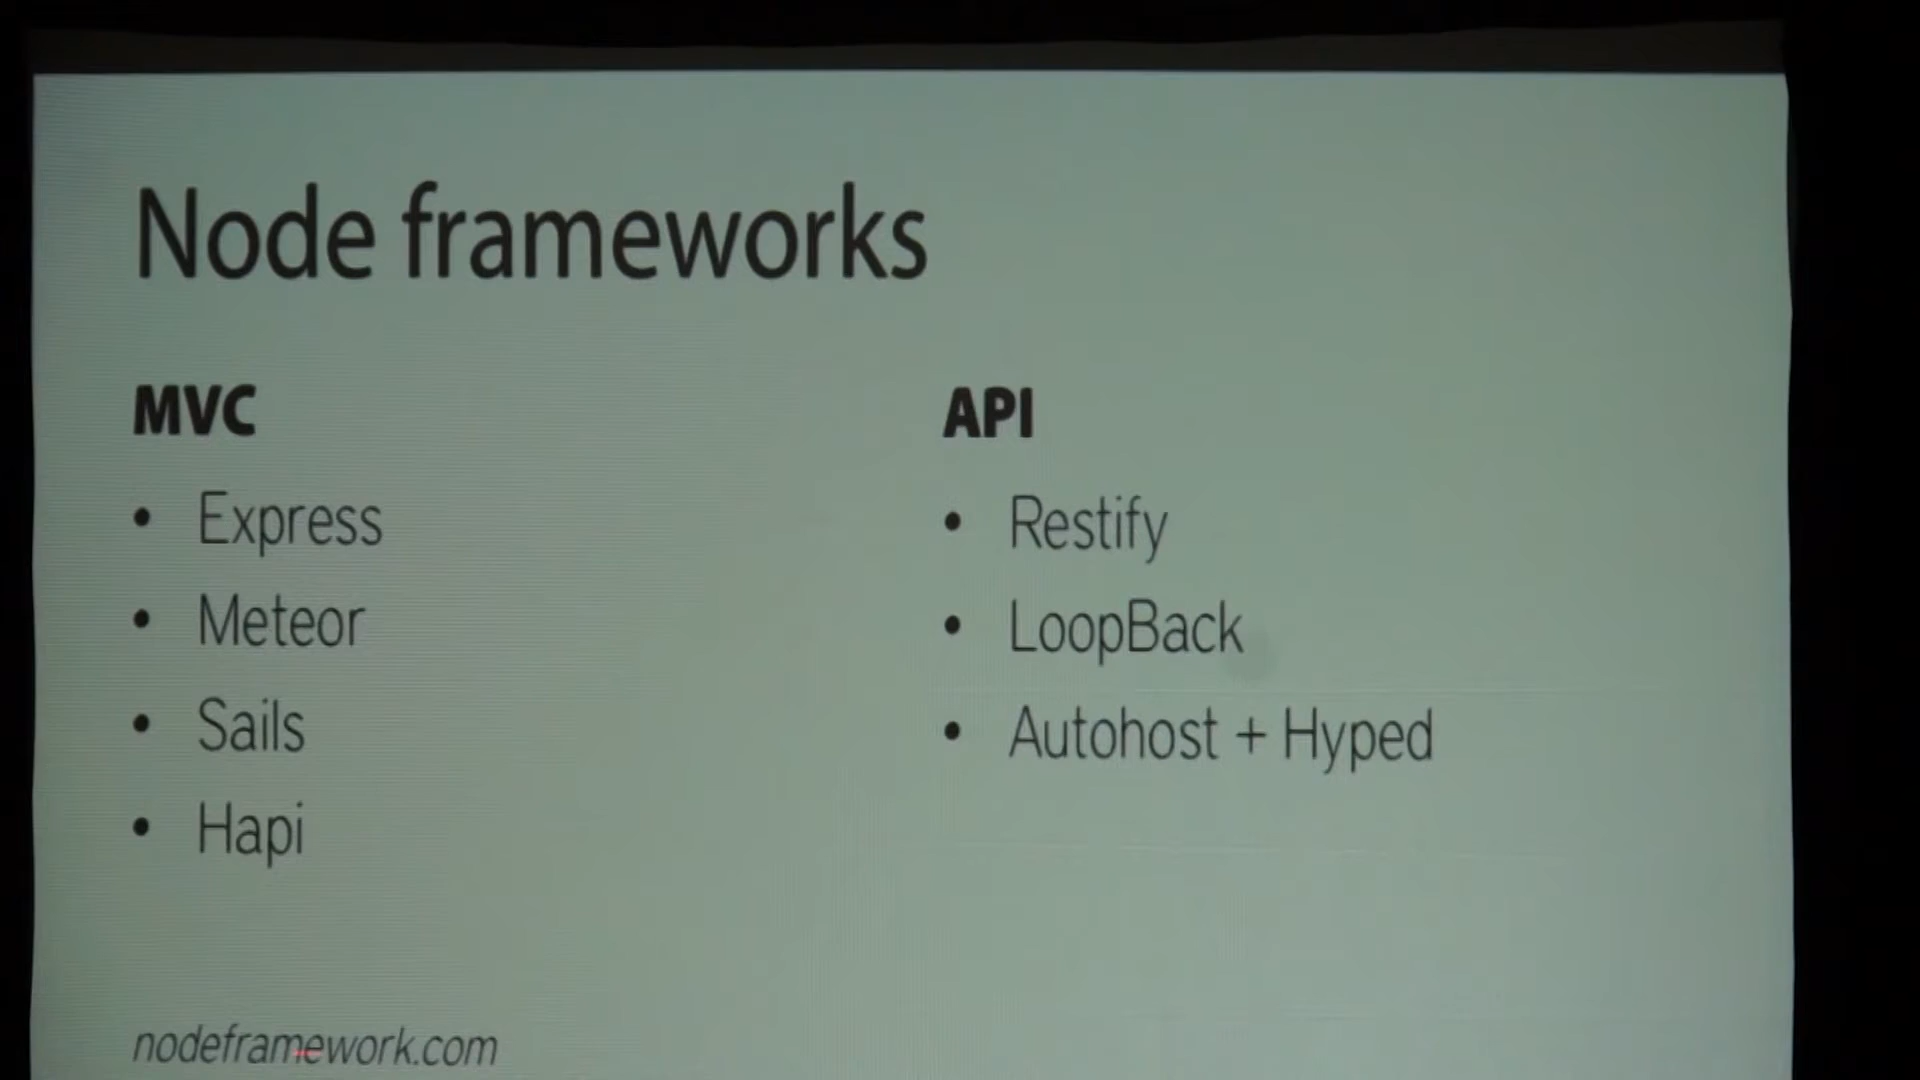 Node frameworks
MVC
• Express
• Meteor
• Sails
• Hapi
API
• Restify
• LoopBack
• Autohost + Hyped
nodeframework.com